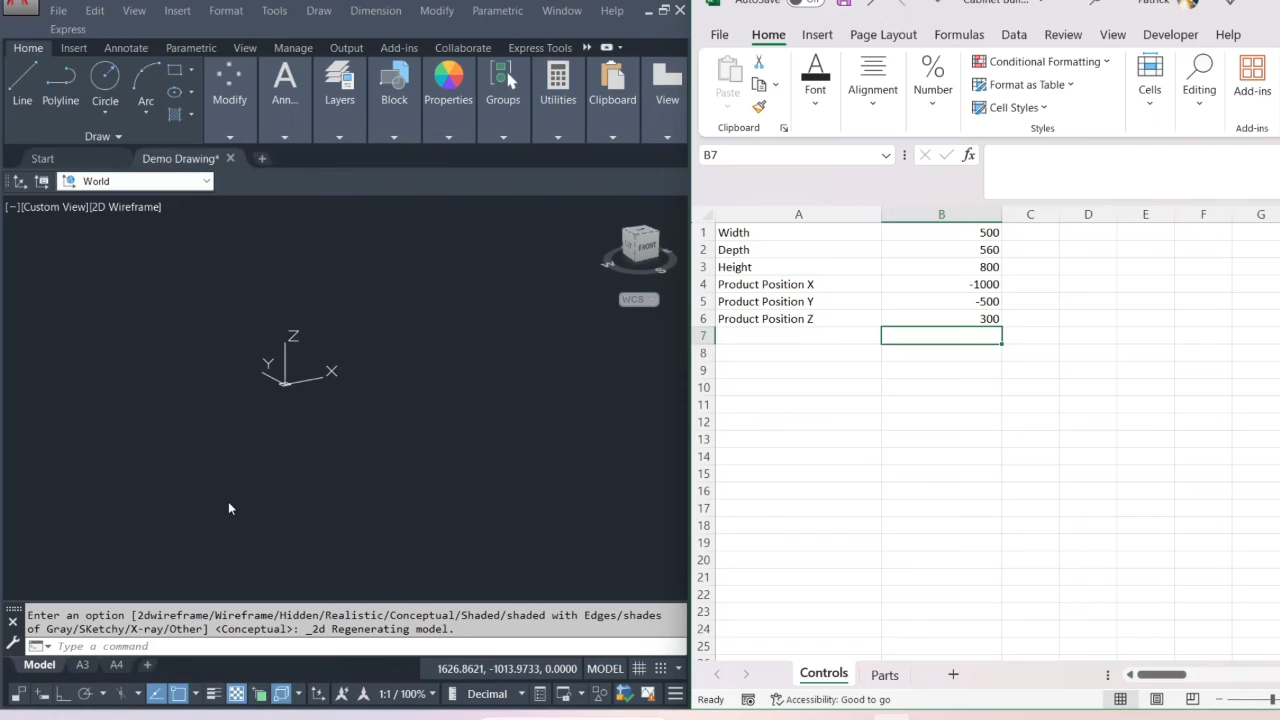 File Edit View Insert Format Tools Draw Dimension Modify Parametric Window Help
Express
Home Insert Annotate Parametric View Manage Output Add-ins Collaborate Express Tools
Line Polyline Circle Arc Modify Ann... Layers Block Properties Groups Utilities Clipboard View
Draw
Start Demo Drawing*
World
[−][Custom View][2D Wireframe]
FRONT
W S
WCS
Z
Y X
Enter an option [2dwireframe/Wireframe/Hidden/Realistic/Conceptual/Shaded/shaded with Edges/shades
of Gray/SKetchy/X-ray/Other] <Conceptual>: _2d Regenerating model.
Type a command
Model A3 A4
1626.8621, -1013.9733, 0.0000 MODEL
1:1 / 100% Decimal
AutoSave Off Cabinet Buil... Patrick
File Home Insert Page Layout Formulas Data Review View Developer Help
Paste Font Alignment Number Cells Editing Add-ins
Conditional Formatting
Format as Table
Cell Styles
Clipboard Styles Add-ins
B7 fx
A B C D E F G
1 Width 500
2 Depth 560
3 Height 800
4 Product Position X -1000
5 Product Position Y -500
6 Product Position Z 300
7
8
9
10
11
12
13
14
15
16
17
18
19
20
21
22
23
24
25
Controls Parts
Ready Accessibility: Good to go